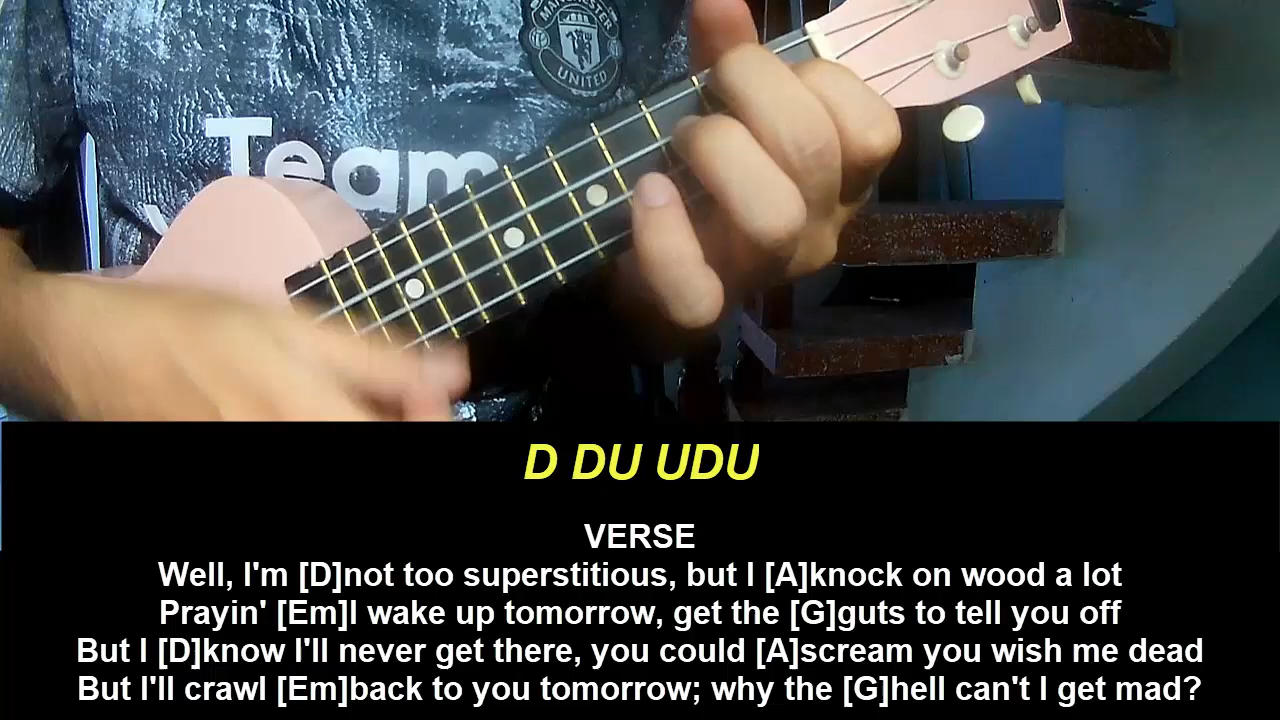 MANCHESTER
UNITED
Team
D DU UDU
VERSE
Well, I'm [D]not too superstitious, but I [A]knock on wood a lot
Prayin' [Em]I wake up tomorrow, get the [G]guts to tell you off
But I [D]know I'll never get there, you could [A]scream you wish me dead
But I'll crawl [Em]back to you tomorrow; why the [G]hell can't I get mad?